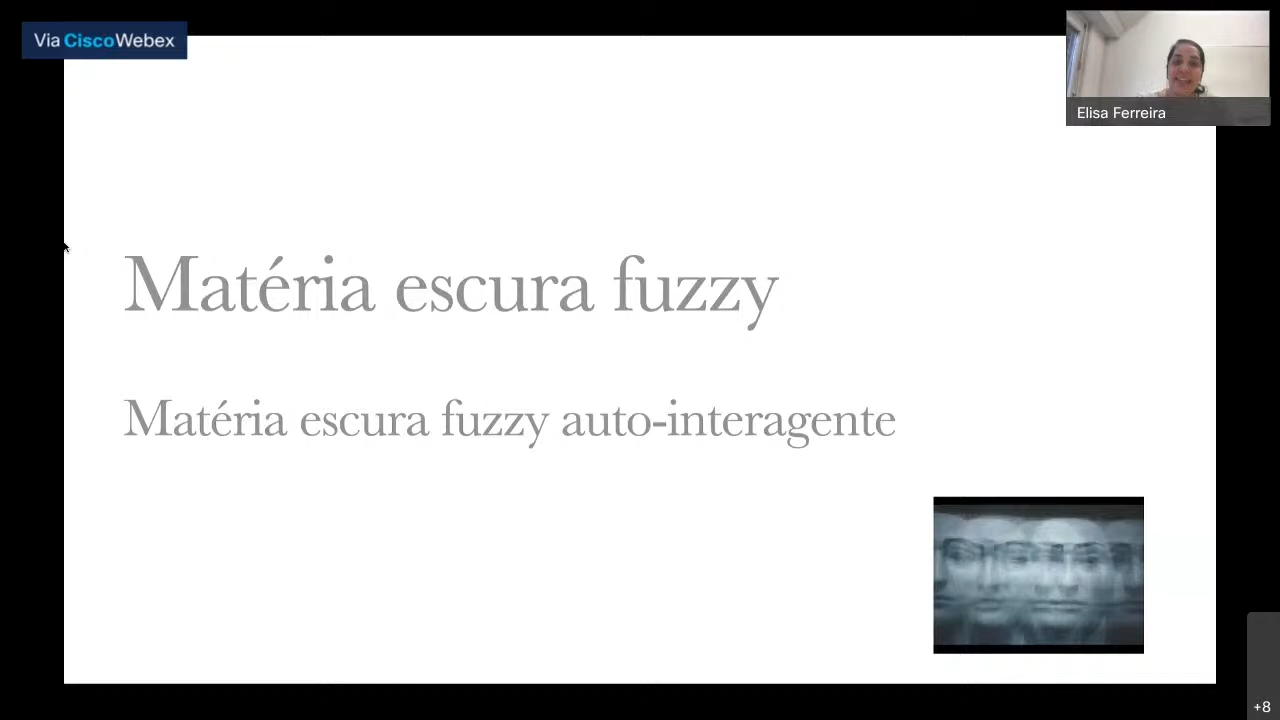 Via CiscoWebex
Elisa Ferreira
Matéria escura fuzzy
Matéria escura fuzzy auto-interagente
+8